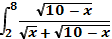 ∫₂⁸ √(10 − x) / (√x + √(10 − x))